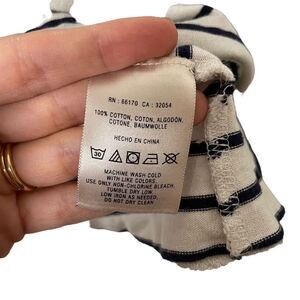 RN : 66170 CA : 32054
100% COTTON, COTON, ALGODÓN,
COTONE, BAUMWOLLE
HECHO EN CHINA
30
MACHINE WASH COLD
WITH LIKE COLORS.
USE ONLY NON-CHLORINE BLEACH.
TUMBLE DRY LOW.
LOW IRON AS NEEDED.
DO NOT DRY CLEAN